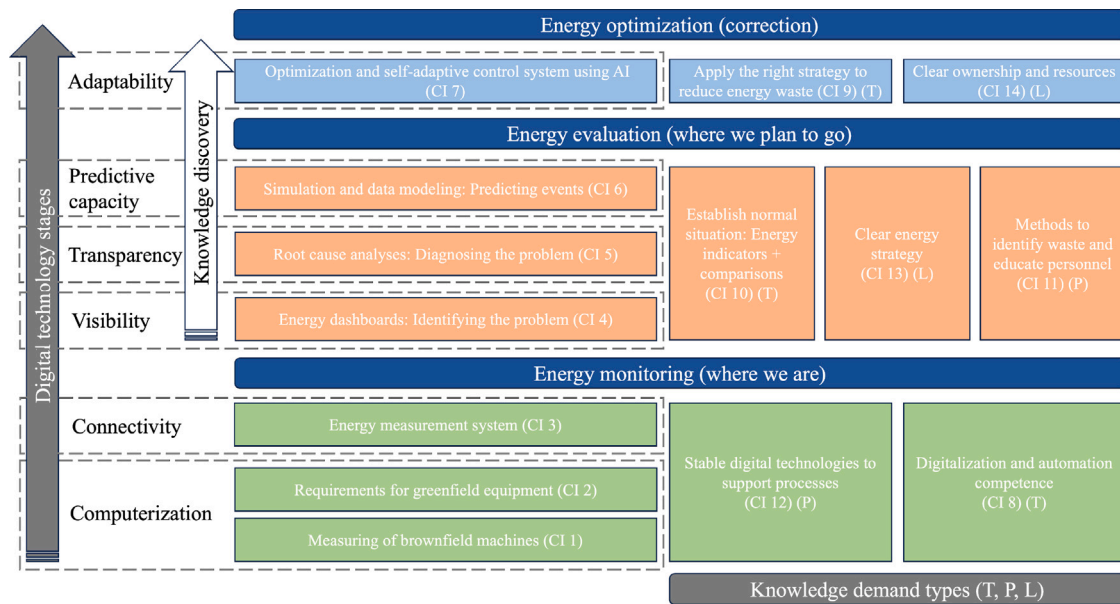 Energy optimization (correction)
Adaptability
Optimization and self-adaptive control system using AI
(CI 7)
Apply the right strategy to
reduce energy waste (CI 9) (T)
Clear ownership and resources
(CI 14) (L)
Energy evaluation (where we plan to go)
Predictive
capacity
Simulation and data modeling: Predicting events (CI 6)
Transparency
Root cause analyses: Diagnosing the problem (CI 5)
Visibility
Energy dashboards: Identifying the problem (CI 4)
Establish normal
situation: Energy
indicators +
comparisons
(CI 10) (T)
Clear energy
strategy
(CI 13) (L)
Methods to
identify waste and
educate personnel
(CI 11) (P)
Knowledge discovery
Digital technology stages
Energy monitoring (where we are)
Connectivity
Energy measurement system (CI 3)
Computerization
Requirements for greenfield equipment (CI 2)
Measuring of brownfield machines (CI 1)
Stable digital technologies to
support processes
(CI 12) (P)
Digitalization and automation
competence
(CI 8) (T)
Knowledge demand types (T, P, L)